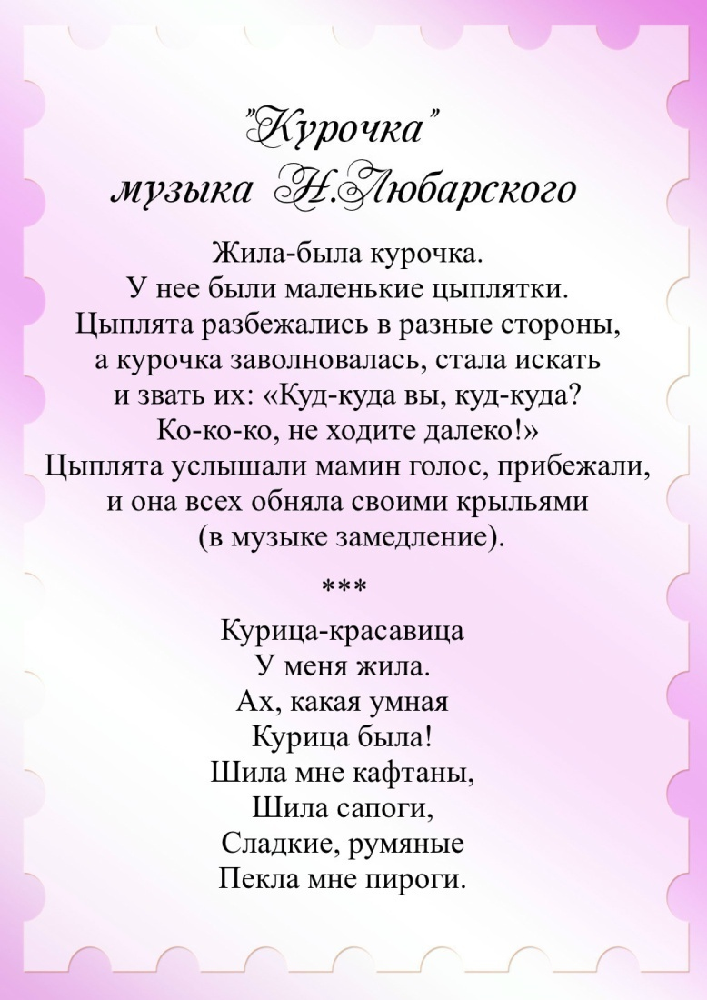 "Курочка"
музыка Н.Любарского
Жила-была курочка.
У нее были маленькие цыплятки.
Цыплята разбежались в разные стороны,
а курочка заволновалась, стала искать
и звать их: «Куд-куда вы, куд-куда?
Ко-ко-ко, не ходите далеко!»
Цыплята услышали мамин голос, прибежали,
и она всех обняла своими крыльями
(в музыке замедление).
***
Курица-красавица
У меня жила.
Ах, какая умная
Курица была!
Шила мне кафтаны,
Шила сапоги,
Сладкие, румяные
Пекла мне пироги.